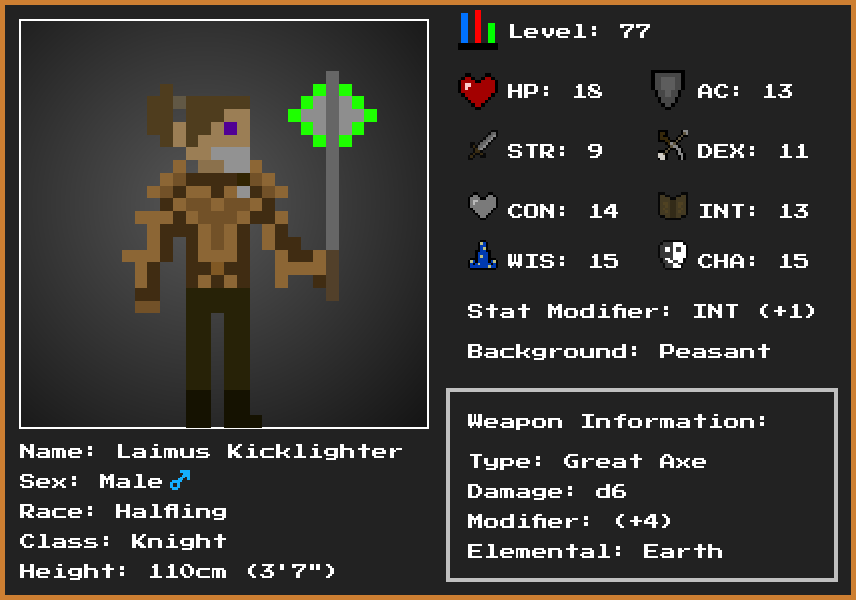 Level: 77
HP: 18
AC: 13
STR: 9
DEX: 11
CON: 14
INT: 13
WIS: 15
CHA: 15
Stat Modifier: INT (+1)
Background: Peasant
Weapon Information:
Type: Great Axe
Damage: d6
Modifier: (+4)
Elemental: Earth
Name: Laimus Kicklighter
Sex: Male ♂
Race: Halfling
Class: Knight
Height: 110cm (3'7")